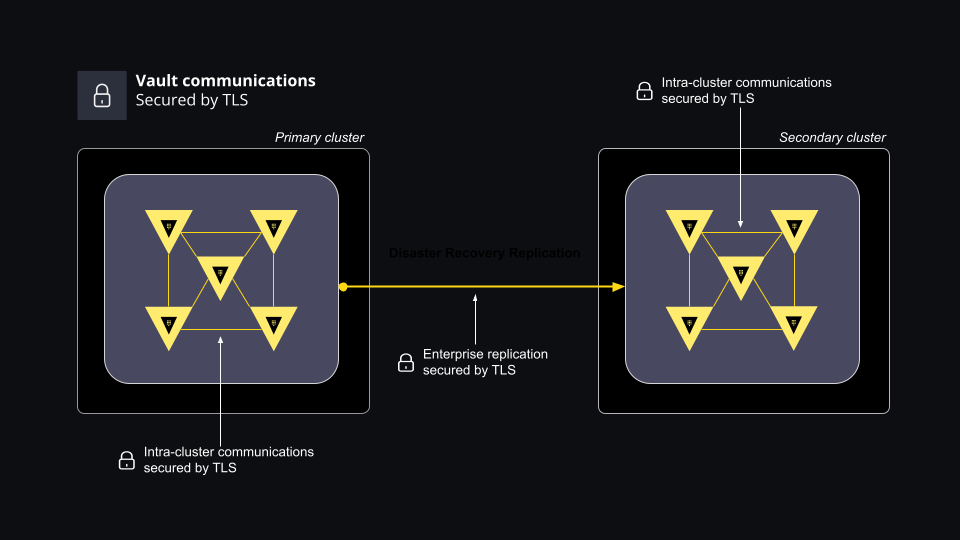 Vault communications
Secured by TLS
Intra-cluster communications
secured by TLS
Primary cluster
Secondary cluster
Disaster Recovery Replication
Enterprise replication
secured by TLS
Intra-cluster communications
secured by TLS